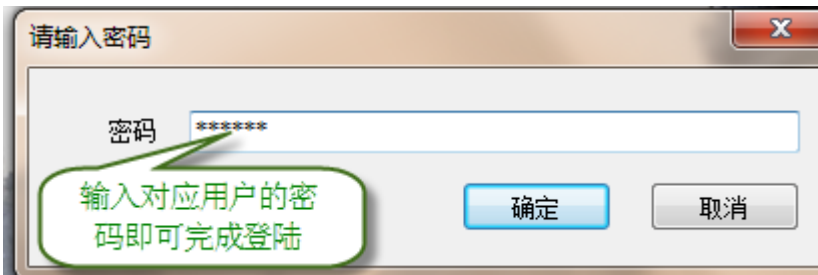 请输入密码
密码 ******
输入对应用户的密
码即可完成登陆
确定 取消